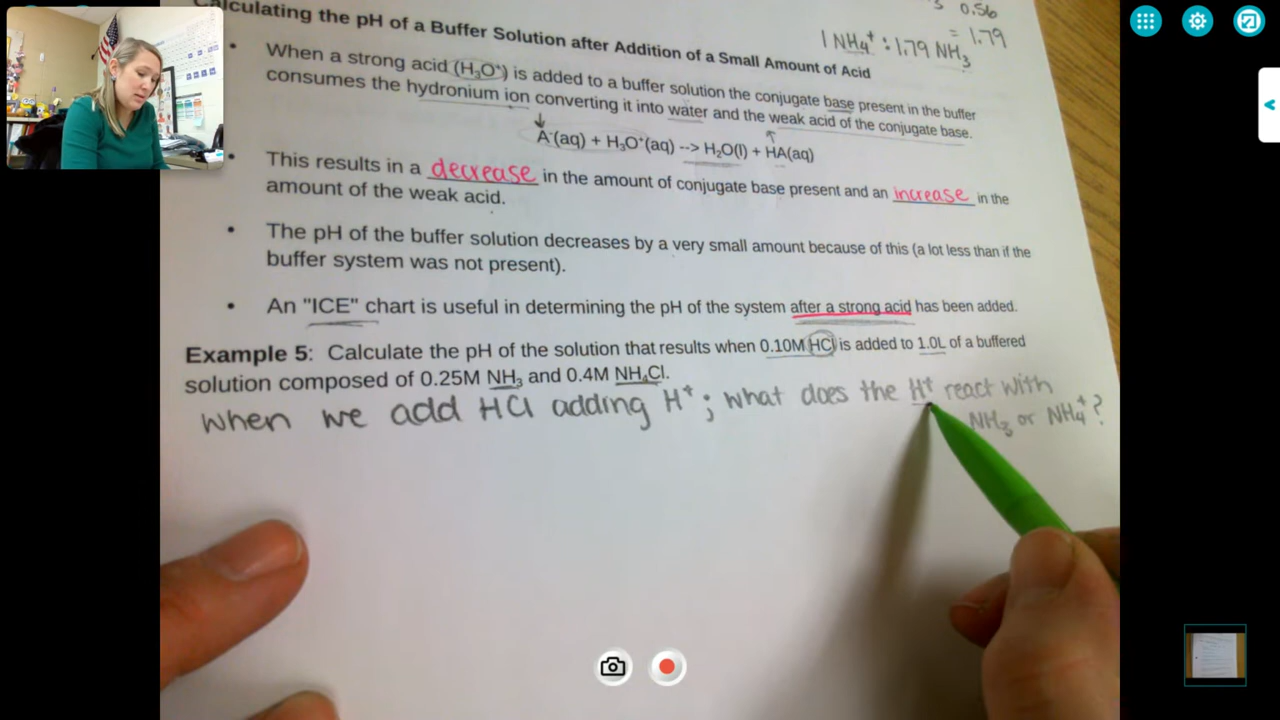 3 0.56
= 1.79
1 NH₄⁺ : 1.79 NH₃
Calculating the pH of a Buffer Solution after Addition of a Small Amount of Acid
• When a strong acid (H₃O⁺) is added to a buffer solution the conjugate base present in the buffer
consumes the hydronium ion converting it into water and the weak acid of the conjugate base.
A⁻(aq) + H₃O⁺(aq) --> H₂O(l) + HA(aq)
• This results in a decrease in the amount of conjugate base present and an increase in the
amount of the weak acid.
• The pH of the buffer solution decreases by a very small amount because of this (a lot less than if the
buffer system was not present).
• An "ICE" chart is useful in determining the pH of the system after a strong acid has been added.
Example 5: Calculate the pH of the solution that results when 0.10M HCl is added to 1.0L of a buffered
solution composed of 0.25M NH₃ and 0.4M NH₄Cl.
when we add HCl adding H⁺; what does the H⁺ react with
NH₃ or NH₄⁺?